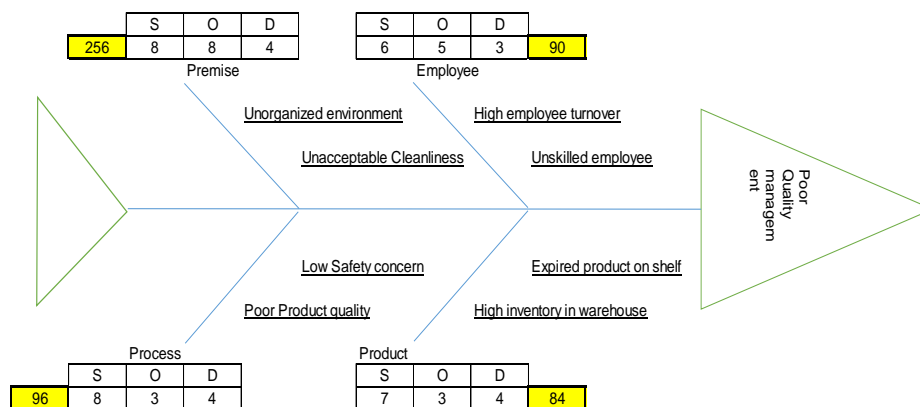 S O D
256 8 8 4
Premise
S O D
6 5 3 90
Employee
Unorganized environment
High employee turnover
Unacceptable Cleanliness
Unskilled employee
Poor
Quality
managem
ent
Low Safety concern
Expired product on shelf
Poor Product quality
High inventory in warehouse
Process
S O D
96 8 3 4
Product
S O D
7 3 4 84